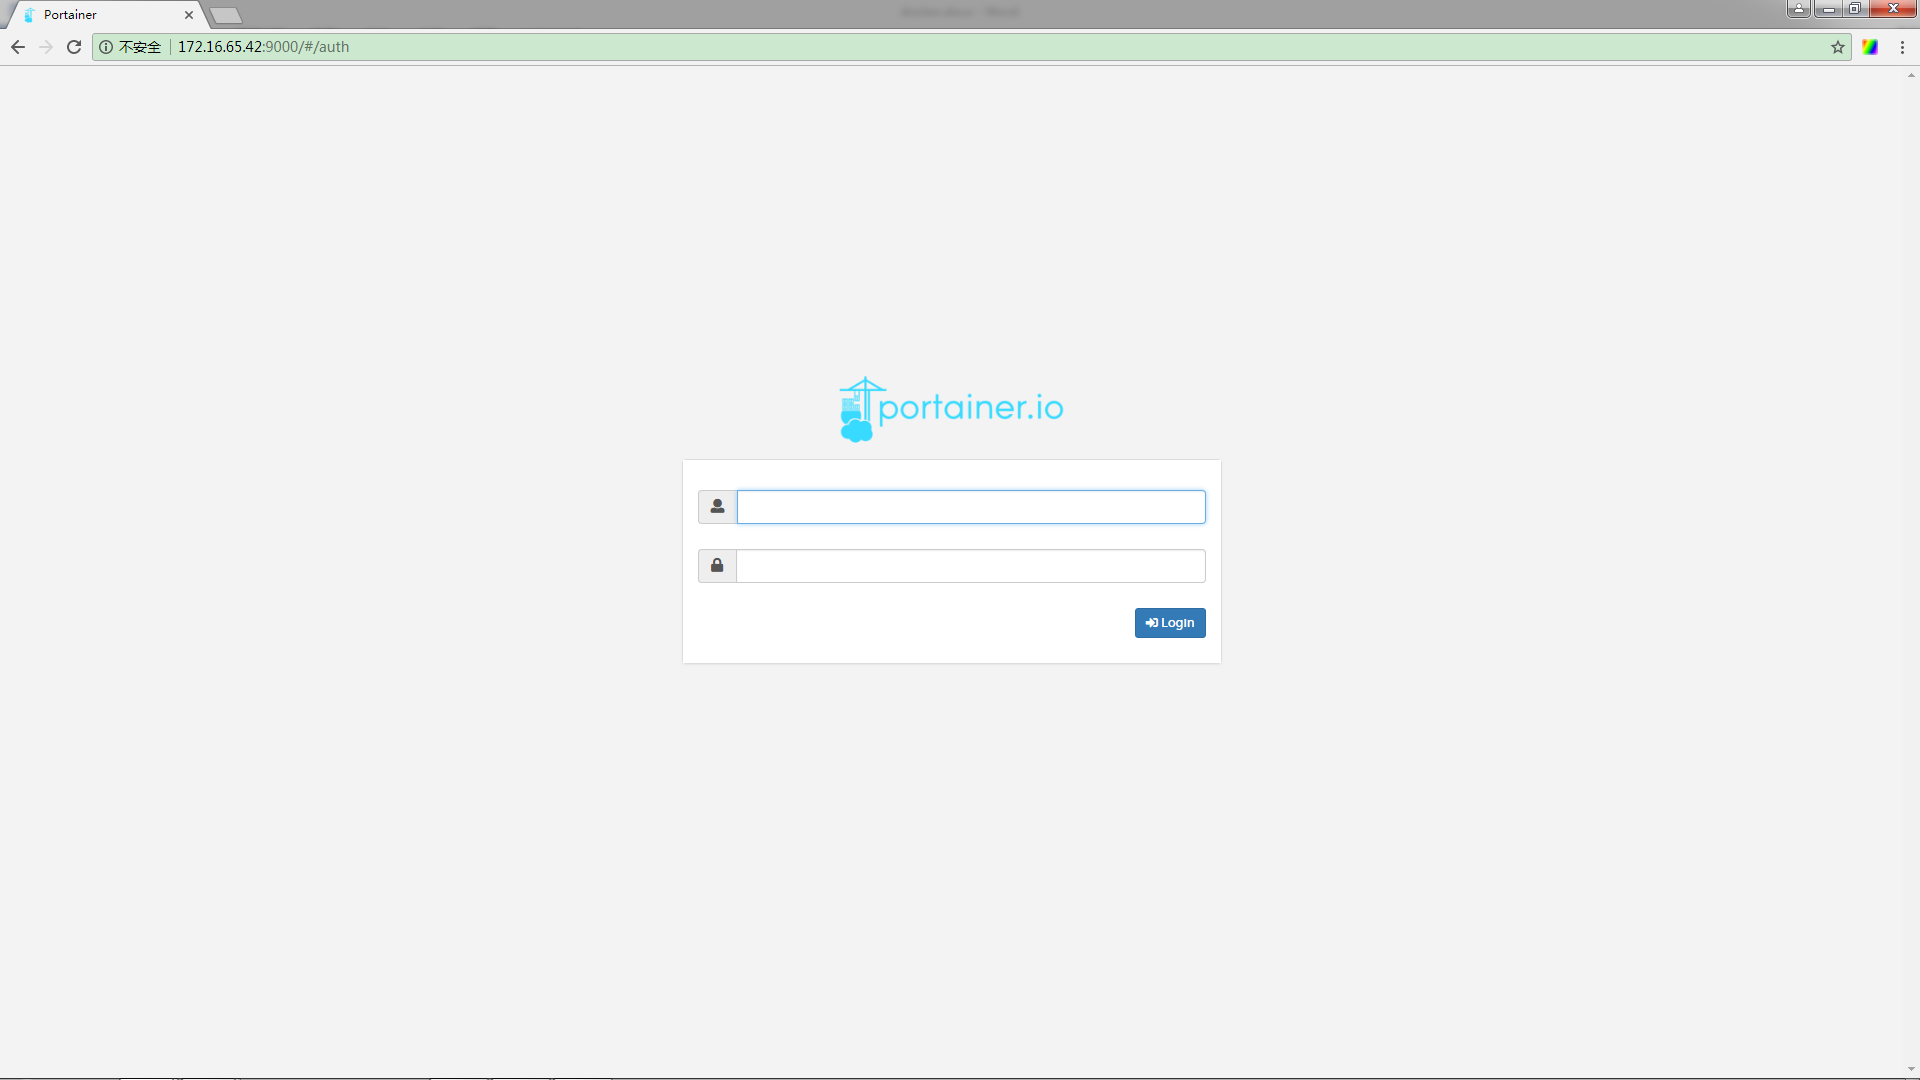 Portainer
不安全 172.16.65.42:9000/#/auth
portainer.io
Login